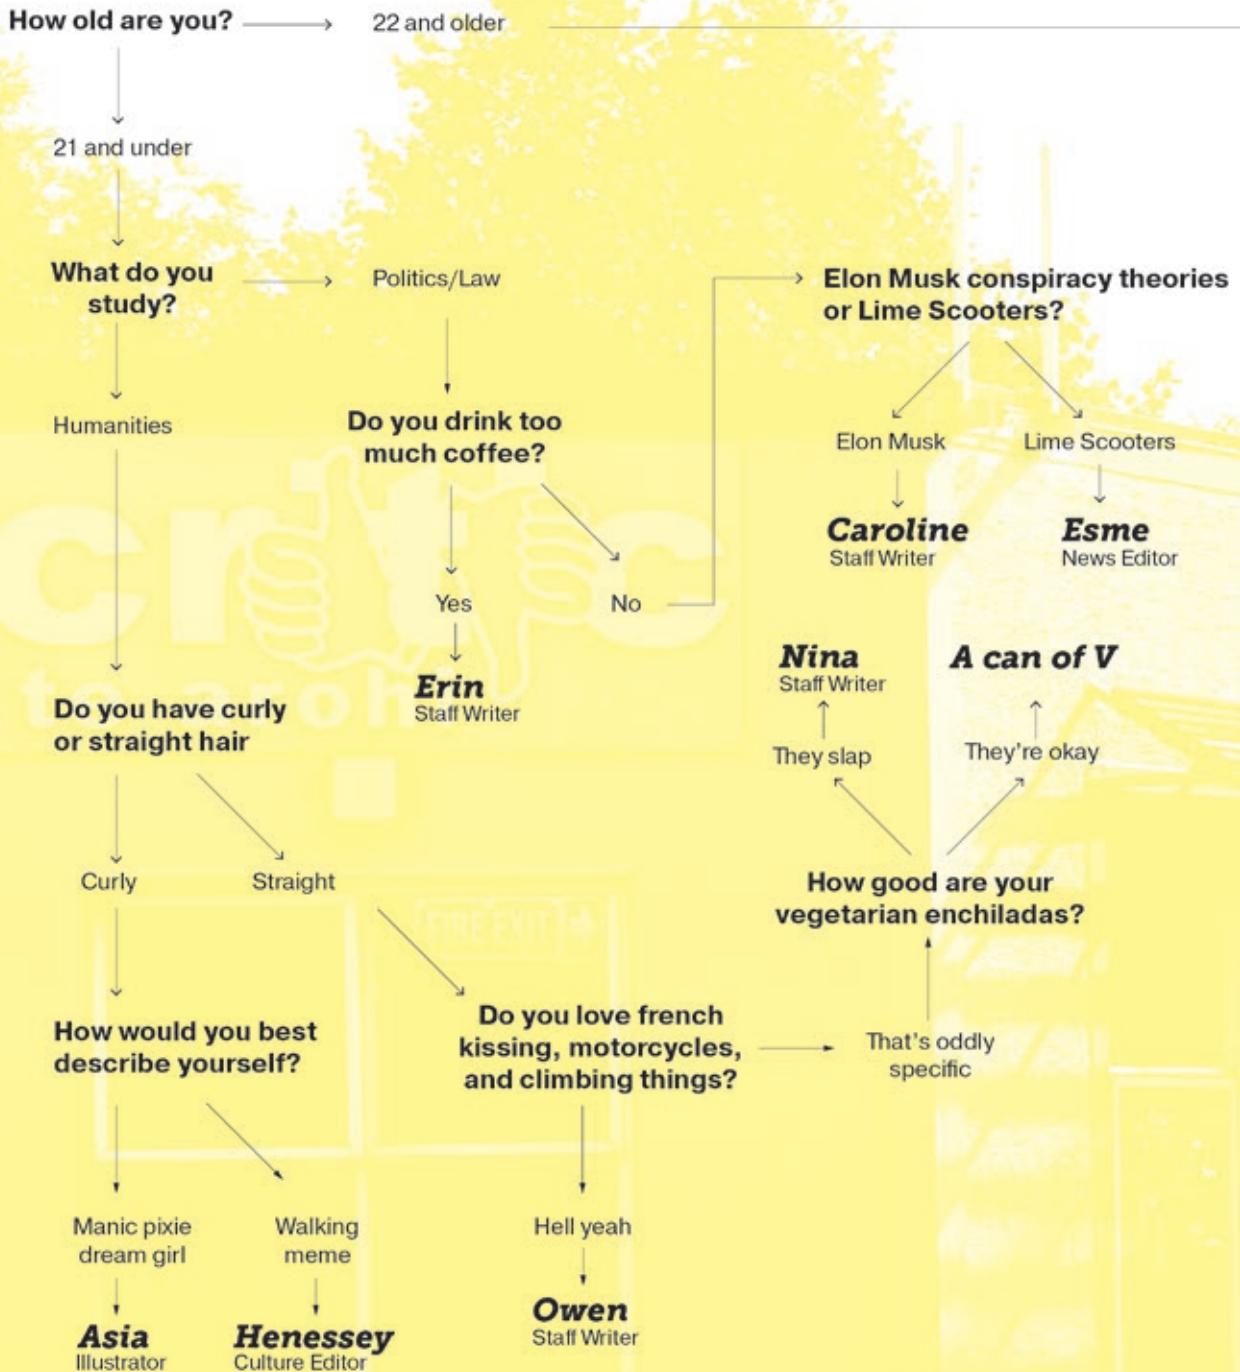 How old are you?
22 and older
21 and under
What do you
study?
Politics/Law
Elon Musk conspiracy theories
or Lime Scooters?
Humanities
Do you drink too
much coffee?
Elon Musk
Lime Scooters
Caroline
Staff Writer
Esme
News Editor
Yes
No
Erin
Staff Writer
Nina
Staff Writer
A can of V
They slap
They're okay
Do you have curly
or straight hair
Curly
Straight
How good are your
vegetarian enchiladas?
FIRE EXIT
How would you best
describe yourself?
Do you love french
kissing, motorcycles,
and climbing things?
That's oddly
specific
Manic pixie
dream girl
Walking
meme
Hell yeah
Asia
Illustrator
Henessey
Culture Editor
Owen
Staff Writer